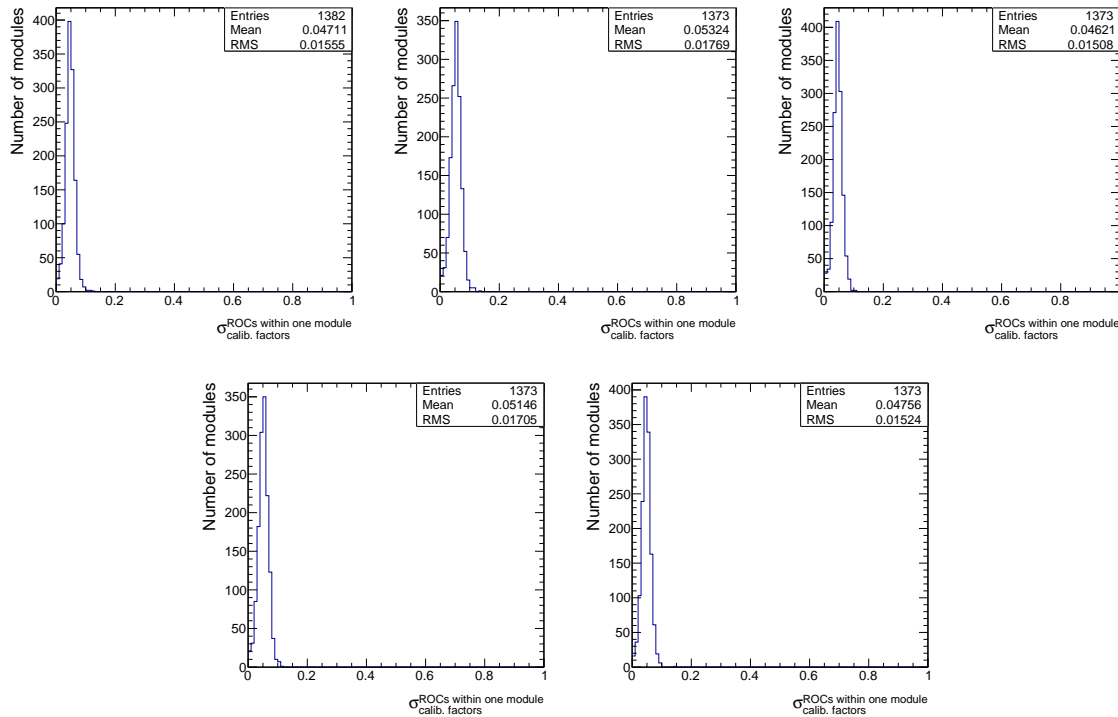 Entries 1382
Mean 0.04711
RMS 0.01555
Number of modules
400
350
300
250
200
150
100
50
0
0 0.2 0.4 0.6 0.8 1
σ ROCs within one module
calib. factors
Entries 1373
Mean 0.05324
RMS 0.01769
Number of modules
350
300
250
200
150
100
50
0
0 0.2 0.4 0.6 0.8 1
σ ROCs within one module
calib. factors
Entries 1373
Mean 0.04621
RMS 0.01508
Number of modules
400
350
300
250
200
150
100
50
0
0 0.2 0.4 0.6 0.8
σ ROCs within one module
calib. factors
Entries 1373
Mean 0.05146
RMS 0.01705
Number of modules
350
300
250
200
150
100
50
0
0 0.2 0.4 0.6 0.8 1
σ ROCs within one module
calib. factors
Entries 1373
Mean 0.04756
RMS 0.01524
Number of modules
400
350
300
250
200
150
100
50
0
0 0.2 0.4 0.6 0.8 1
σ ROCs within one module
calib. factors